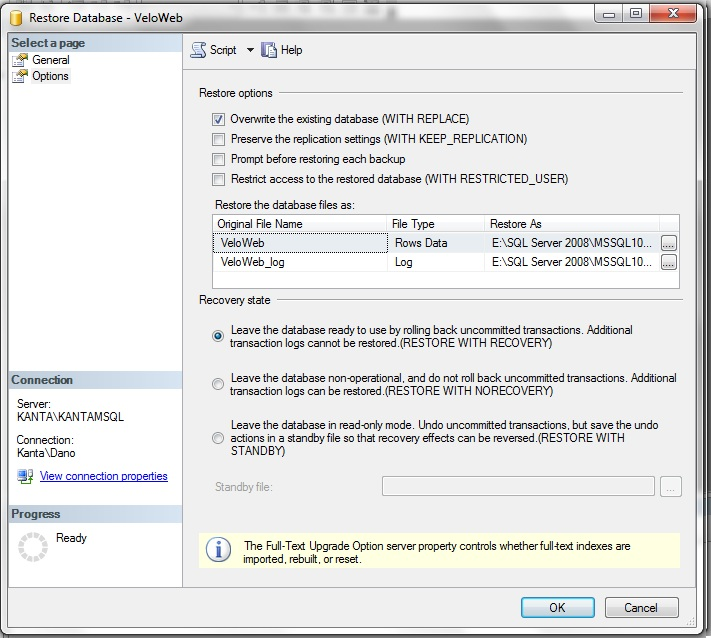 Restore Database - VeloWeb
Select a page
General
Options
Script
Help
Restore options
Overwrite the existing database (WITH REPLACE)
Preserve the replication settings (WITH KEEP_REPLICATION)
Prompt before restoring each backup
Restrict access to the restored database (WITH RESTRICTED_USER)
Restore the database files as:
Original File Name File Type Restore As
VeloWeb Rows Data E:\SQL Server 2008\MSSQL10... ...
VeloWeb_log Log E:\SQL Server 2008\MSSQL10... ...
Recovery state
Leave the database ready to use by rolling back uncommitted transactions. Additional
transaction logs cannot be restored.(RESTORE WITH RECOVERY)
Leave the database non-operational, and do not roll back uncommitted transactions. Additional
transaction logs can be restored.(RESTORE WITH NORECOVERY)
Leave the database in read-only mode. Undo uncommitted transactions, but save the undo
actions in a standby file so that recovery effects can be reversed.(RESTORE WITH
STANDBY)
Standby file: ...
Connection
Server:
KANTA\KANTAMSQL
Connection:
Kanta\Dano
View connection properties
Progress
Ready
The Full-Text Upgrade Option server property controls whether full-text indexes are
imported, rebuilt, or reset.
OK Cancel